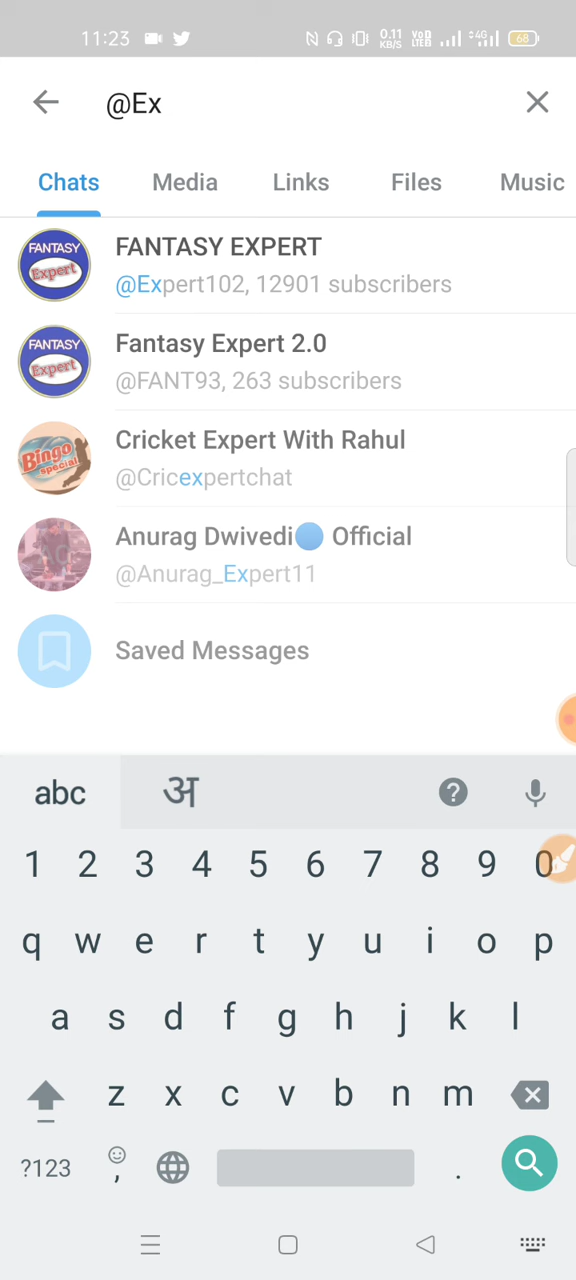 11:23 0.11 KB/S VoD LTE 4G 68
@Ex
Chats Media Links Files Music
FANTASY Expert
FANTASY EXPERT
@Expert102, 12901 subscribers
FANTASY Expert
Fantasy Expert 2.0
@FANT93, 263 subscribers
Bingo special
Cricket Expert With Rahul
@Cricexpertchat
Anurag Dwivedi Official
@Anurag_Expert11
Saved Messages
abc अ ?
1 2 3 4 5 6 7 8 9 0
q w e r t y u i o p
a s d f g h j k l
z x c v b n m
?123 , .